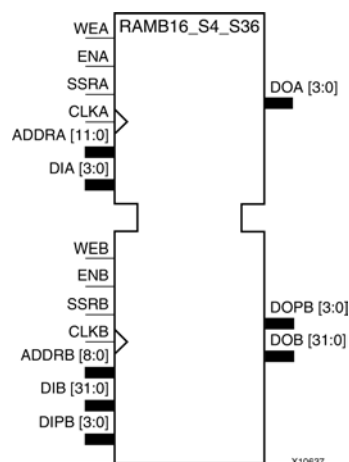 RAMB16_S4_S36
WEA
ENA
SSRA
CLKA
ADDRA [11:0]
DIA [3:0]
DOA [3:0]
WEB
ENB
SSRB
CLKB
ADDRB [8:0]
DIB [31:0]
DIPB [3:0]
DOPB [3:0]
DOB [31:0]
X10637